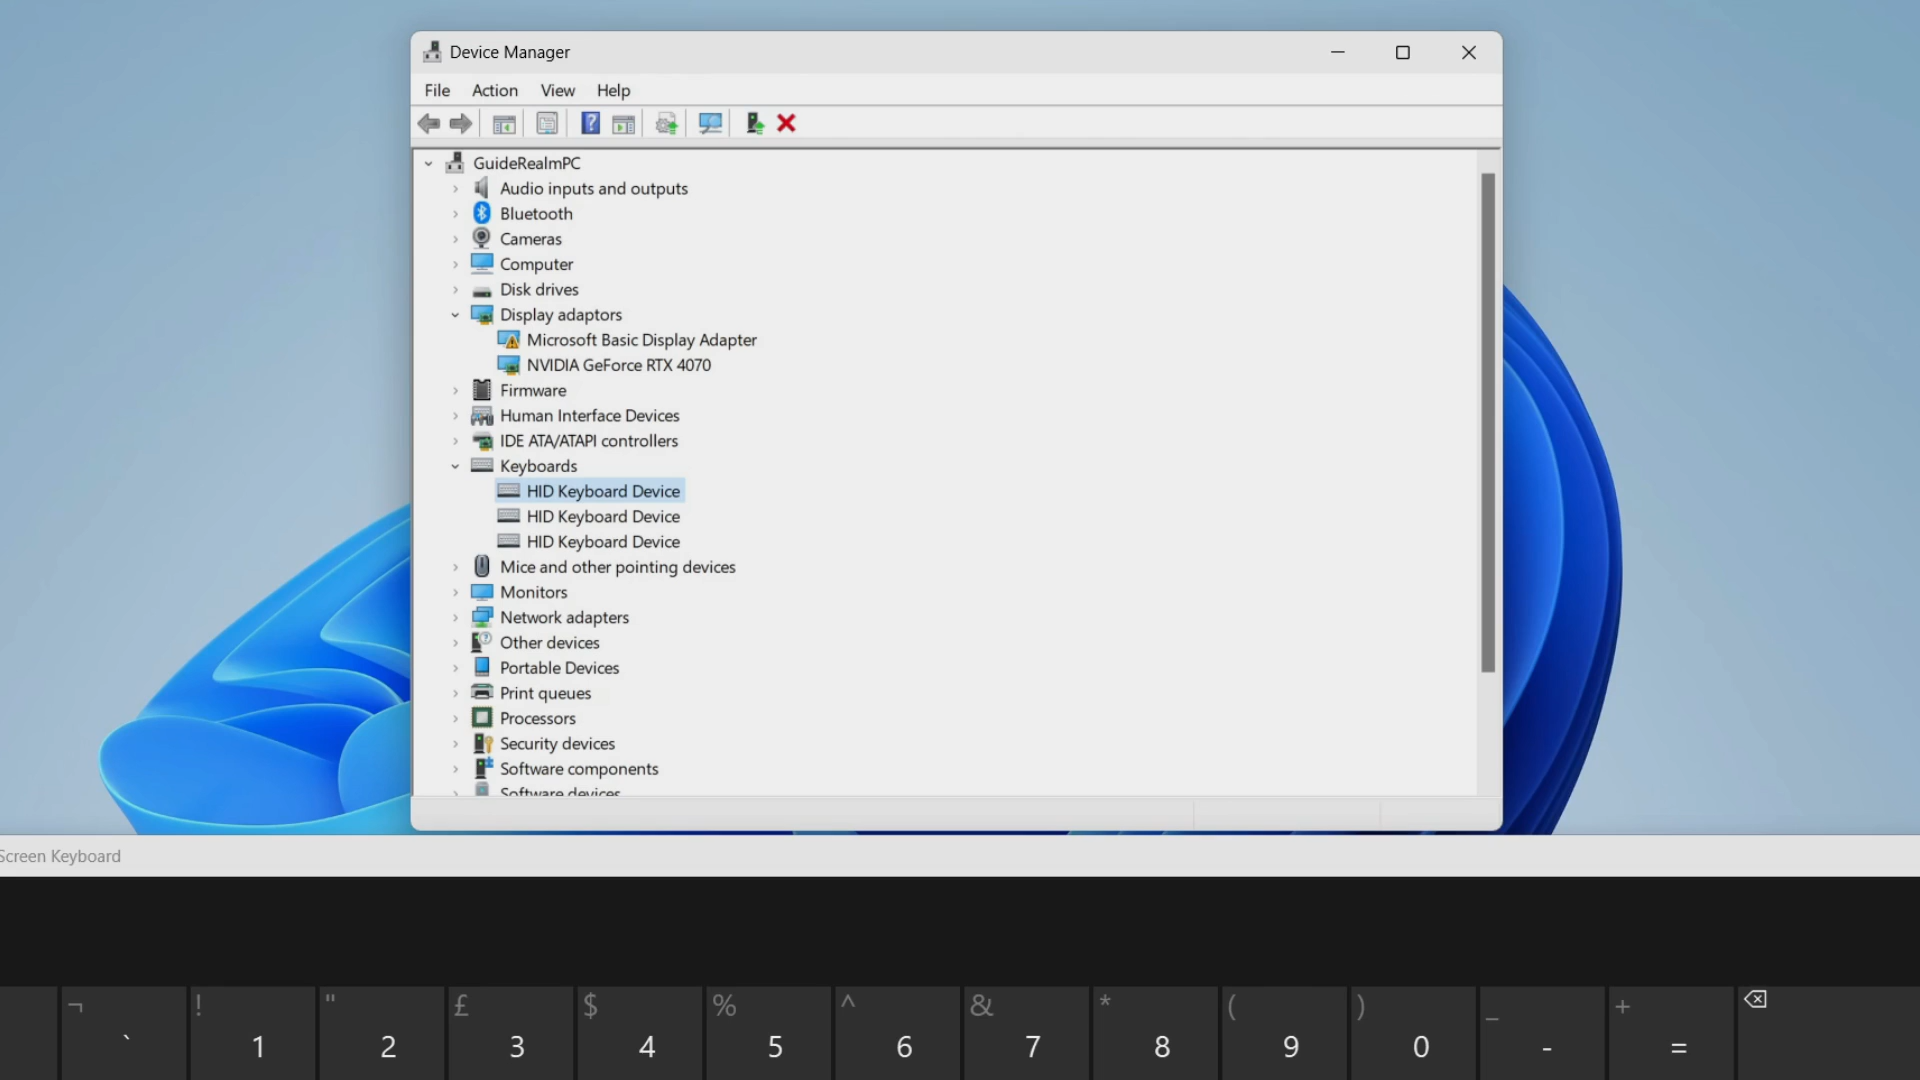 Device Manager
File Action View Help
GuideRealmPC
Audio inputs and outputs
Bluetooth
Cameras
Computer
Disk drives
Display adaptors
Microsoft Basic Display Adapter
NVIDIA GeForce RTX 4070
Firmware
Human Interface Devices
IDE ATA/ATAPI controllers
Keyboards
HID Keyboard Device
HID Keyboard Device
HID Keyboard Device
Mice and other pointing devices
Monitors
Network adapters
Other devices
Portable Devices
Print queues
Processors
Security devices
Software components
Software devices
Screen Keyboard
¬ ! " £ $ % ^ & * ( ) _ +
` 1 2 3 4 5 6 7 8 9 0 - =